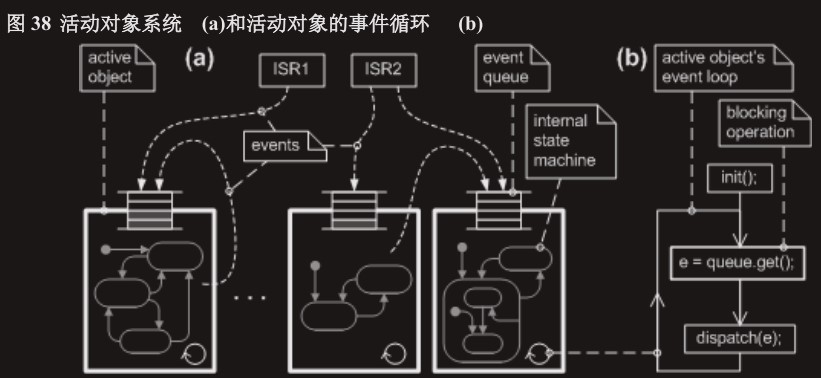 图 38 活动对象系统 (a)和活动对象的事件循环 (b)
active
object
(a)
ISR1
ISR2
event
queue
(b)
active object's
event loop
events
internal
state
machine
blocking
operation
init();
e = queue.get();
dispatch(e);